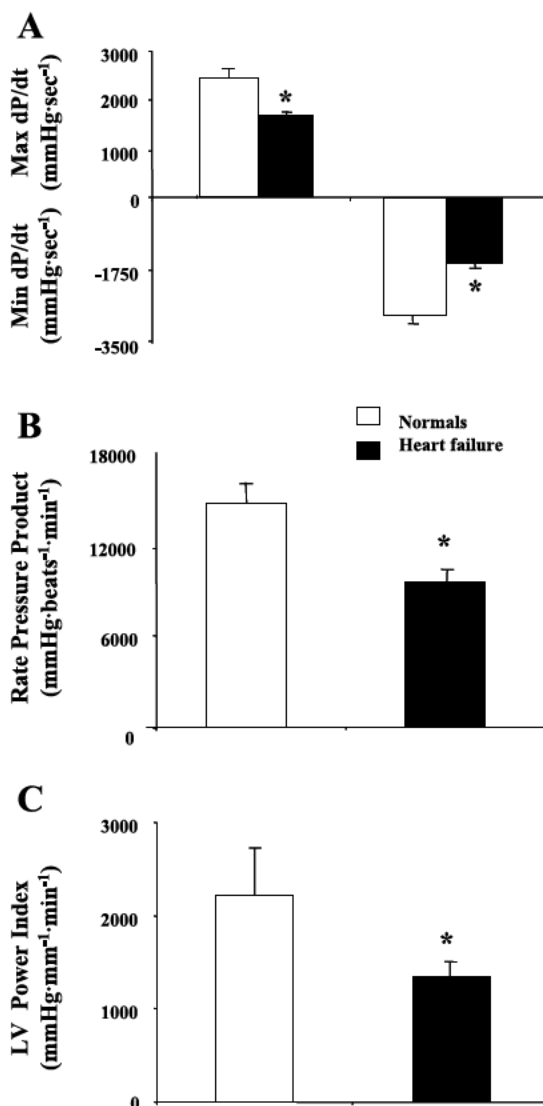 A
Max dP/dt
(mmHg·sec⁻¹)
3000
2000
1000
0
*
Min dP/dt
(mmHg·sec⁻¹)
-1750
-3500
*
Normals
Heart failure
B
Rate Pressure Product
(mmHg·beats⁻¹·min⁻¹)
18000
12000
6000
0
*
C
LV Power Index
(mmHg·mm⁻¹·min⁻¹)
3000
2000
1000
0
*